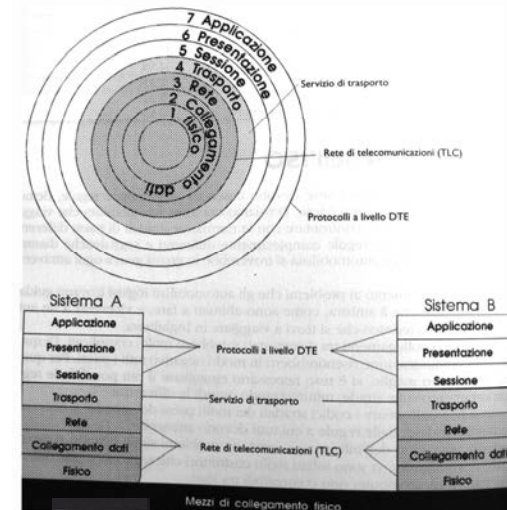 7 Applicazione
6 Presentazione
5 Sessione
4 Trasporto
3 Rete
2 Collegamento dati
1 fisico
Servizio di trasporto
Rete di telecomunicazioni (TLC)
Protocolli a livello DTE
Sistema A
Applicazione
Presentazione
Sessione
Trasporto
Rete
Collegamento dati
Fisico
Protocolli a livello DTE
Servizio di trasporto
Rete di telecomunicazioni (TLC)
Sistema B
Applicazione
Presentazione
Sessione
Trasporto
Rete
Collegamento dati
Fisico
Mezzi di collegamento fisico